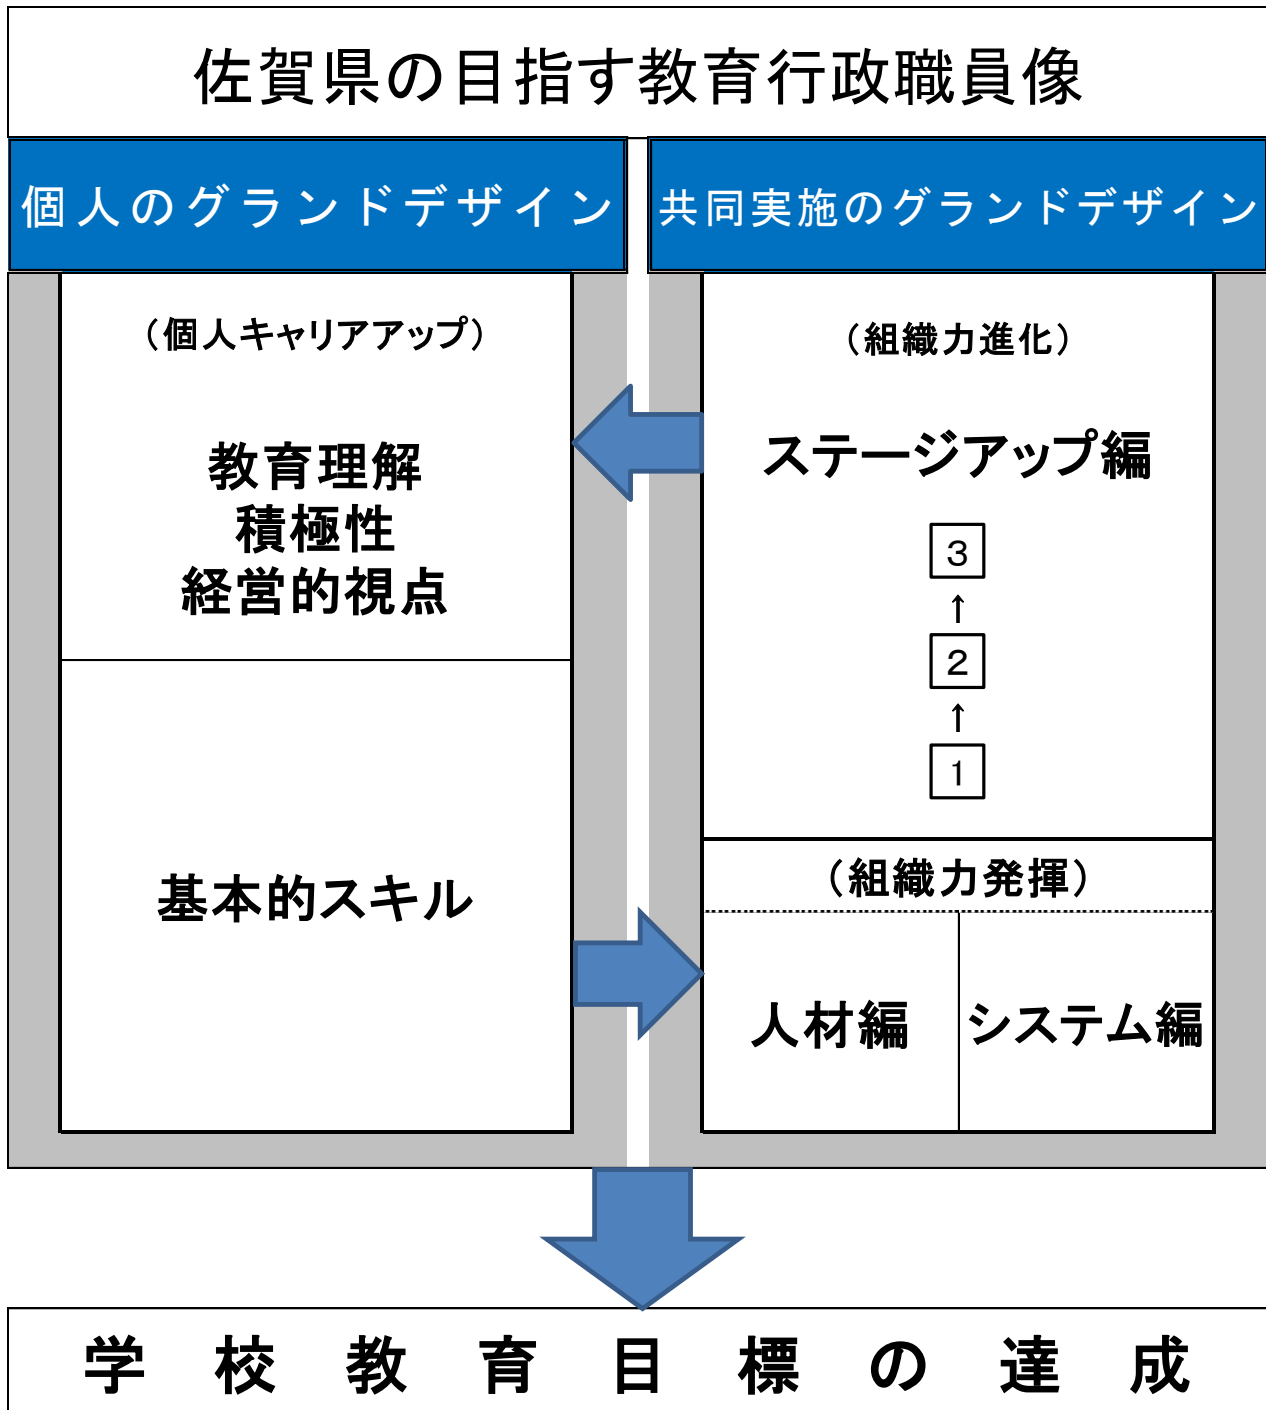 佐賀県の目指す教育行政職員像
個人のグランドデザイン
（個人キャリアアップ）
教育理解
積極性
経営的視点
基本的スキル
共同実施のグランドデザイン
（組織力進化）
ステージアップ編
3
↑
2
↑
1
（組織力発揮）
人材編
システム編
学校教育目標の達成